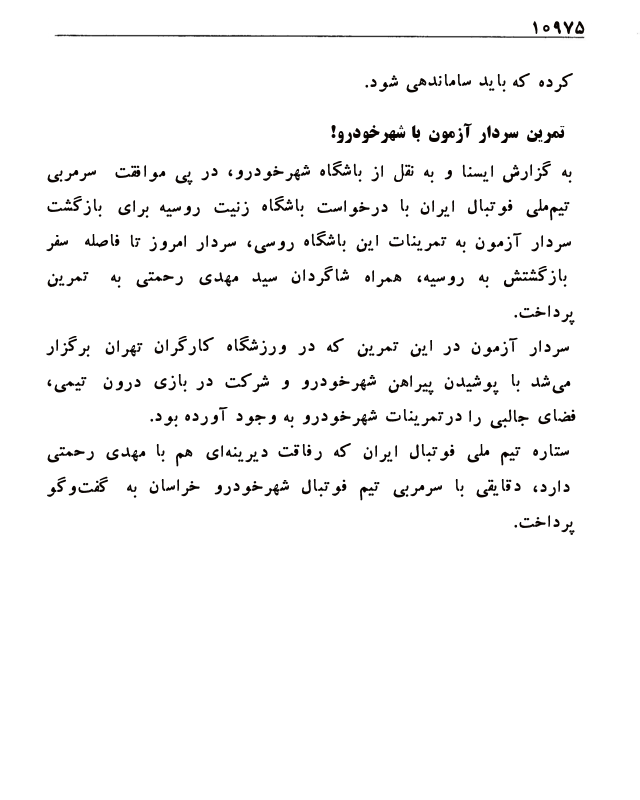 ۱۰۹۷۵
کرده که باید ساماندهی شود.
تمرین سردار آزمون با شهرخودرو!
به گزارش ایسنا و به نقل از باشگاه شهرخودرو، در پی موافقت سرمربی
تیم‌ملی فوتبال ایران با درخواست باشگاه زنیت روسیه برای بازگشت
سردار آزمون به تمرینات این باشگاه روسی، سردار امروز تا فاصله سفر
بازگشتش به روسیه، همراه شاگردان سید مهدی رحمتی به تمرین
پرداخت.
سردار آزمون در این تمرین که در ورزشگاه کارگران تهران برگزار
می‌شد با پوشیدن پیراهن شهرخودرو و شرکت در بازی درون تیمی،
فضای جالبی را درتمرینات شهرخودرو به وجود آورده بود.
ستاره تیم ملی فوتبال ایران که رفاقت دیرینه‌ای هم با مهدی رحمتی
دارد، دقایقی با سرمربی تیم فوتبال شهرخودرو خراسان به گفت‌وگو
پرداخت.